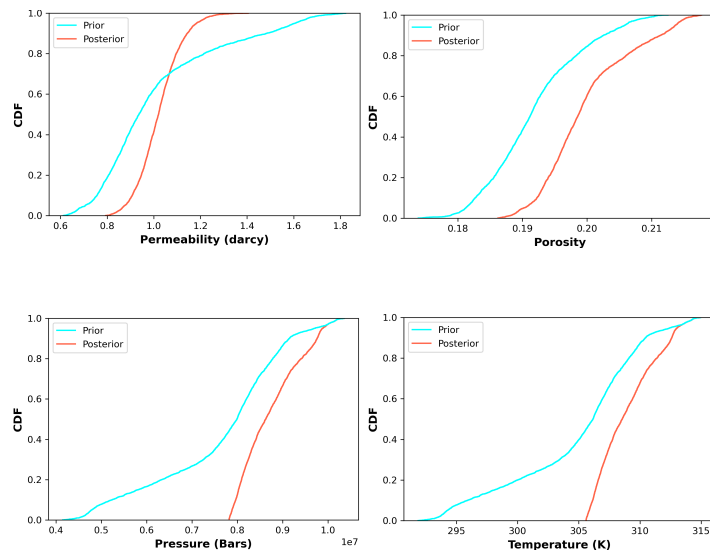 1.0
0.8
0.6
0.4
0.2
0.0
CDF
Prior
Posterior
0.6 0.8 1.0 1.2 1.4 1.6 1.8
Permeability (darcy)
1.0
0.8
0.6
0.4
0.2
0.0
CDF
Prior
Posterior
0.18 0.19 0.20 0.21
Porosity
1.0
0.8
0.6
0.4
0.2
0.0
CDF
Prior
Posterior
0.4 0.5 0.6 0.7 0.8 0.9 1.0
1e7
Pressure (Bars)
1.0
0.8
0.6
0.4
0.2
0.0
CDF
Prior
Posterior
295 300 305 310 315
Temperature (K)